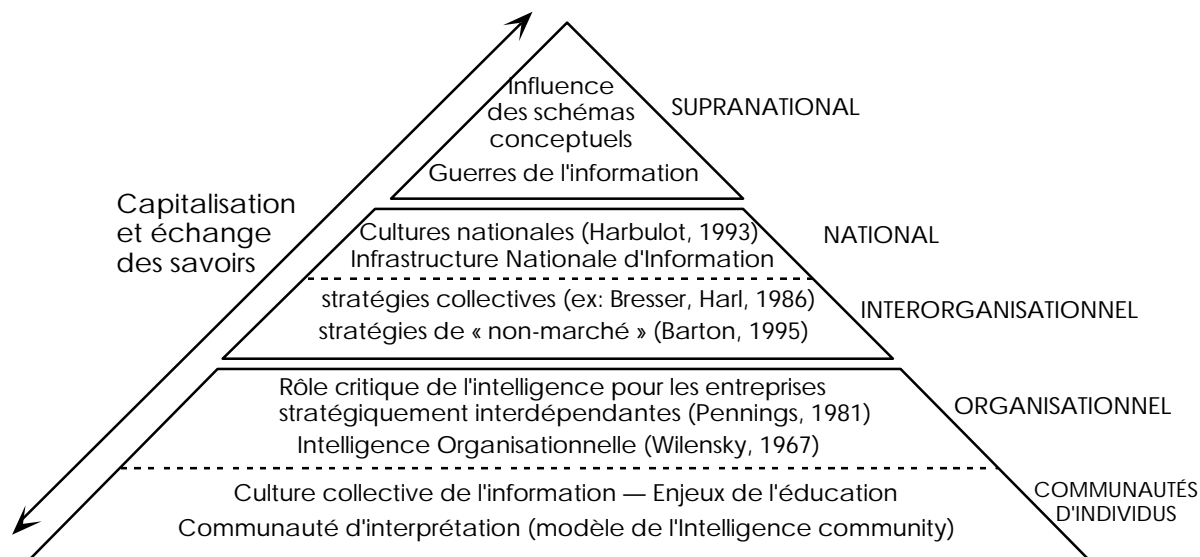 Influence
des schémas
conceptuels
SUPRANATIONAL
Guerres de l'information
Capitalisation
et échange
des savoirs
Cultures nationales (Harbulot, 1993)
NATIONAL
Infrastructure Nationale d'Information
stratégies collectives (ex: Bresser, Harl, 1986)
INTERORGANISATIONNEL
stratégies de « non-marché » (Barton, 1995)
Rôle critique de l'intelligence pour les entreprises
stratégiquement interdépendantes (Pennings, 1981)
ORGANISATIONNEL
Intelligence Organisationnelle (Wilensky, 1967)
Culture collective de l'information — Enjeux de l'éducation
COMMUNAUTÉS
D'INDIVIDUS
Communauté d'interprétation (modèle de l'Intelligence community)